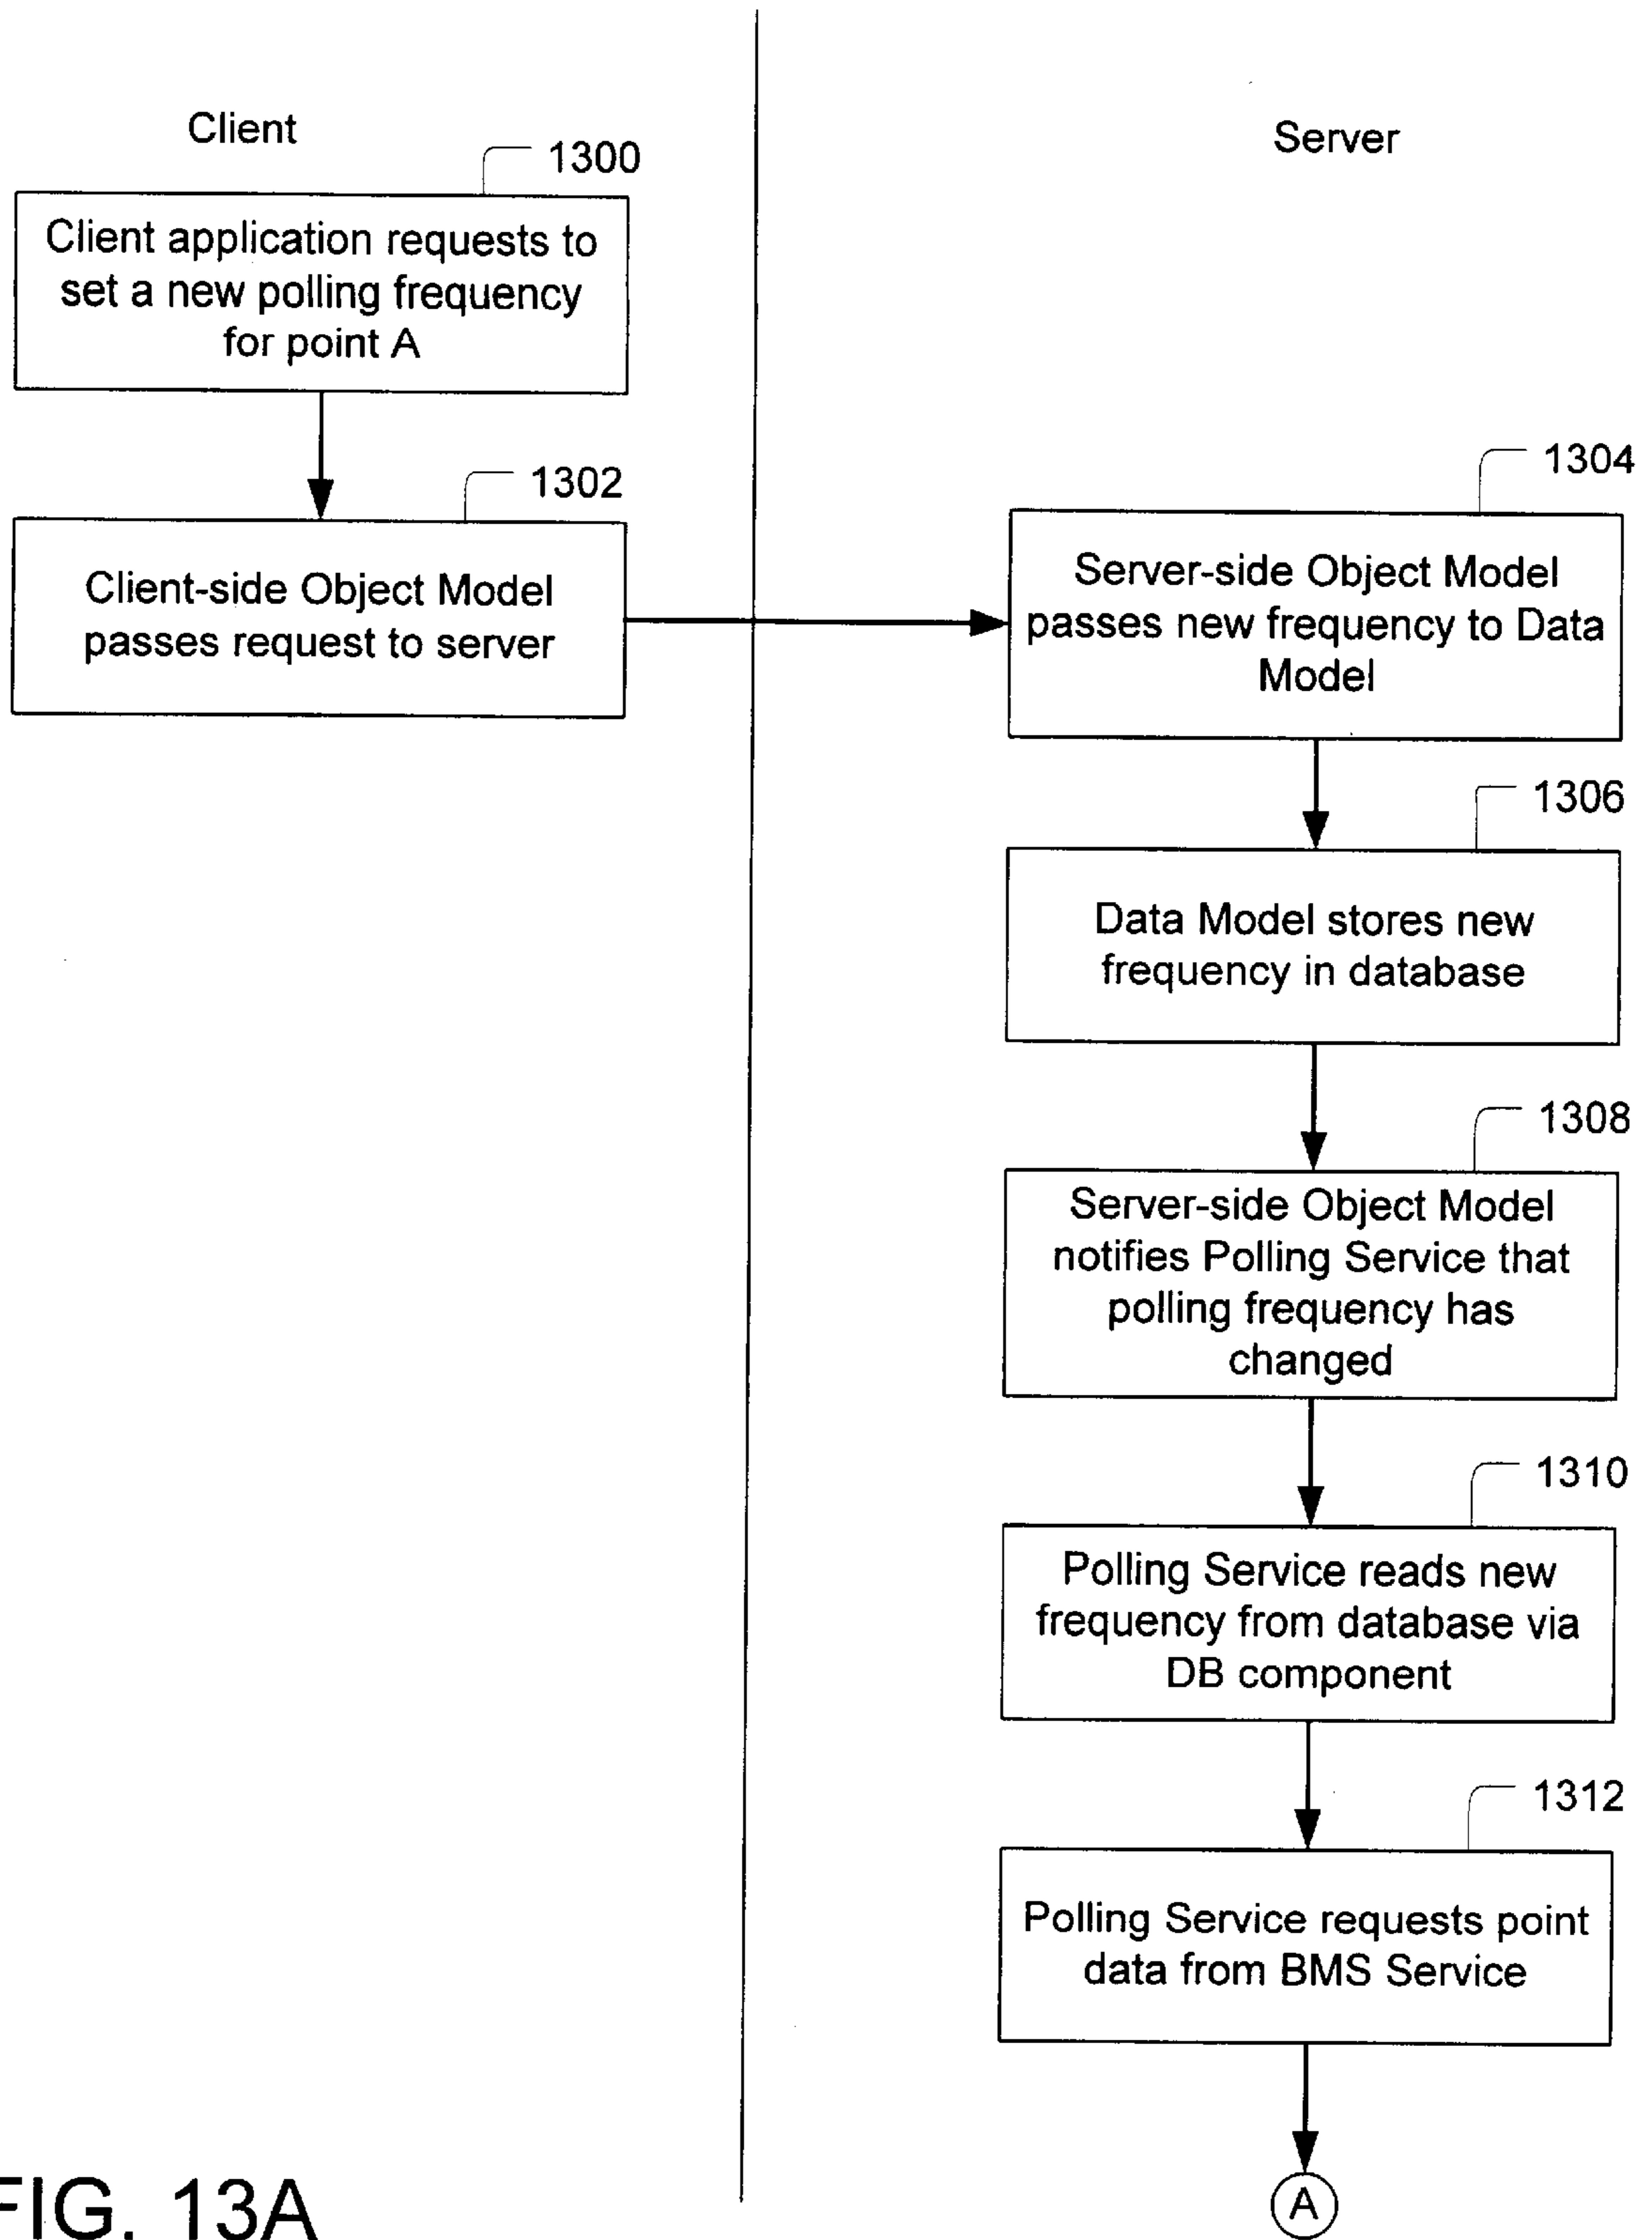 Client
1300
Client application requests to
set a new polling frequency
for point A
1302
Client-side Object Model
passes request to server
Server
1304
Server-side Object Model
passes new frequency to Data
Model
1306
Data Model stores new
frequency in database
1308
Server-side Object Model
notifies Polling Service that
polling frequency has
changed
1310
Polling Service reads new
frequency from database via
DB component
1312
Polling Service requests point
data from BMS Service
A
FIG. 13A